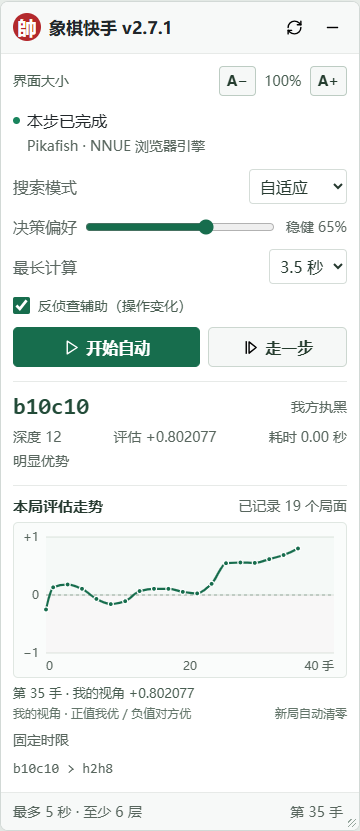 帥 象棋快手 v2.7.1
界面大小 A− 100% A+
本步已完成
Pikafish · NNUE 浏览器引擎
搜索模式 自适应
决策偏好 稳健 65%
最长计算 3.5 秒
反侦查辅助（操作变化）
开始自动 走一步
b10c10 我方执黑
深度 12 评估 +0.802077 耗时 0.00 秒
明显优势
本局评估走势 已记录 19 个局面
+1
0
−1
0 20 40 手
第 35 手 · 我的视角 +0.802077
我的视角 · 正值我优 / 负值对方优 新局自动清零
固定时限
b10c10 > h2h8
最多 5 秒 · 至少 6 层 第 35 手